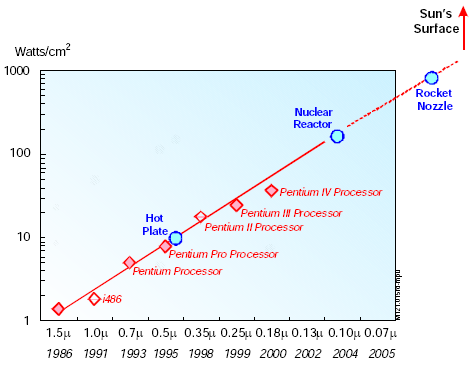 Sun's
Surface
Watts/cm2
1000
Rocket
Nozzle
Nuclear
Reactor
100
Pentium IV Processor
Pentium III Processor
Hot
Plate
Pentium II Processor
10
Pentium Pro Processor
Pentium Processor
i486
1
1.5μ 1.0μ 0.7μ 0.5μ 0.35μ 0.25μ 0.18μ 0.13μ 0.10μ 0.07μ
1986 1991 1993 1995 1998 1999 2000 2002 2004 2005